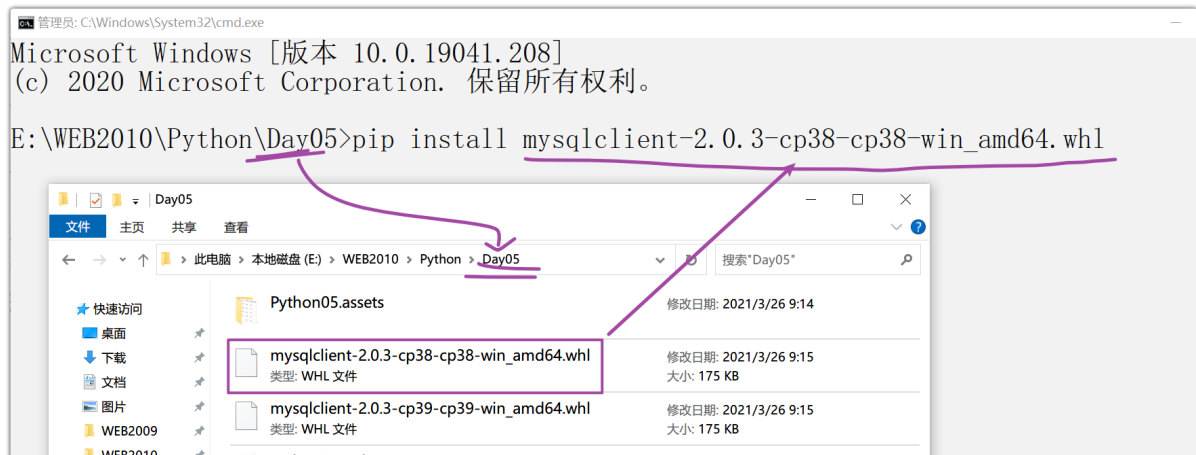 管理员: C:\Windows\System32\cmd.exe
Microsoft Windows [版本 10.0.19041.208]
(c) 2020 Microsoft Corporation. 保留所有权利。
E:\WEB2010\Python\Day05>pip install mysqlclient-2.0.3-cp38-cp38-win_amd64.whl
Day05
文件 主页 共享 查看
此电脑 > 本地磁盘 (E:) > WEB2010 > Python > Day05 搜索"Day05"
快速访问
桌面
下载
文档
图片
WEB2009
WEB2010
Python05.assets 修改日期: 2021/3/26 9:14
mysqlclient-2.0.3-cp38-cp38-win_amd64.whl 修改日期: 2021/3/26 9:15
类型: WHL 文件 大小: 175 KB
mysqlclient-2.0.3-cp39-cp39-win_amd64.whl 修改日期: 2021/3/26 9:15
类型: WHL 文件 大小: 175 KB